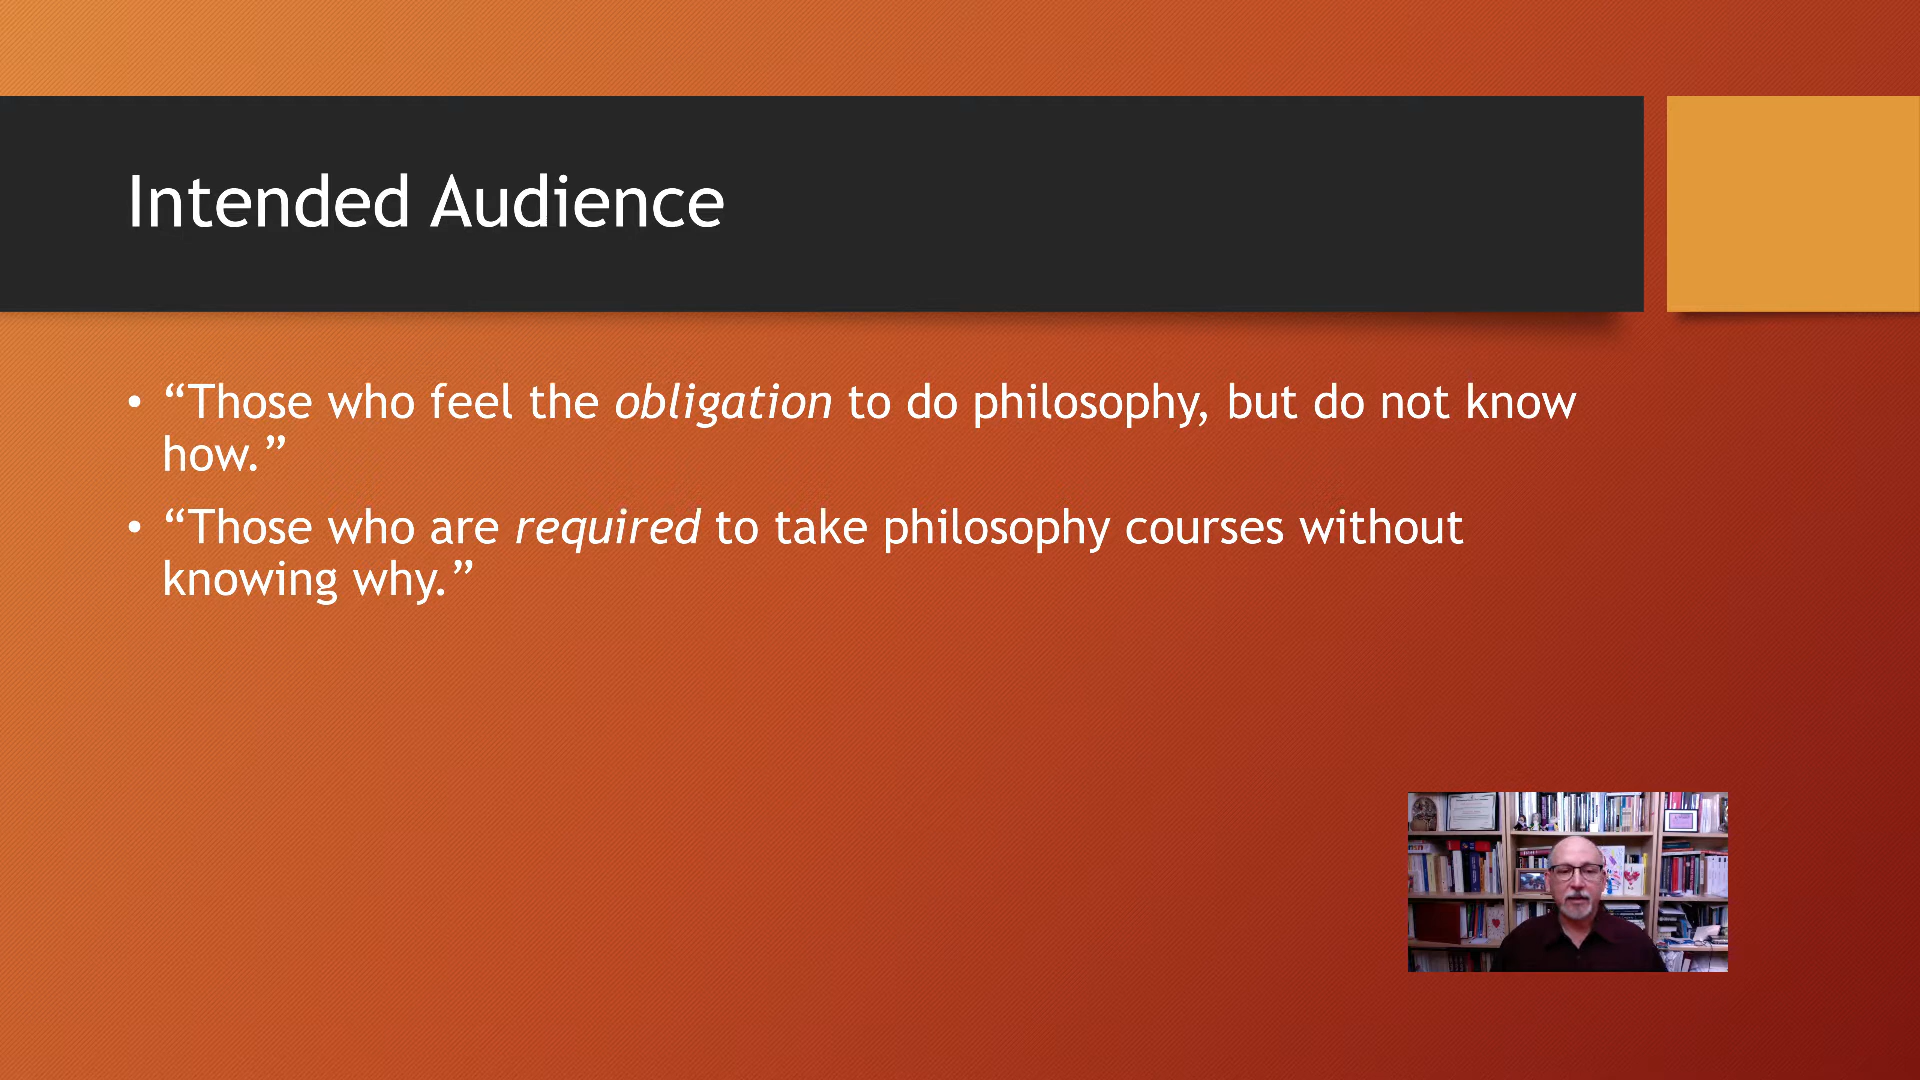 Intended Audience
• “Those who feel the obligation to do philosophy, but do not know
how.”
• “Those who are required to take philosophy courses without
knowing why.”